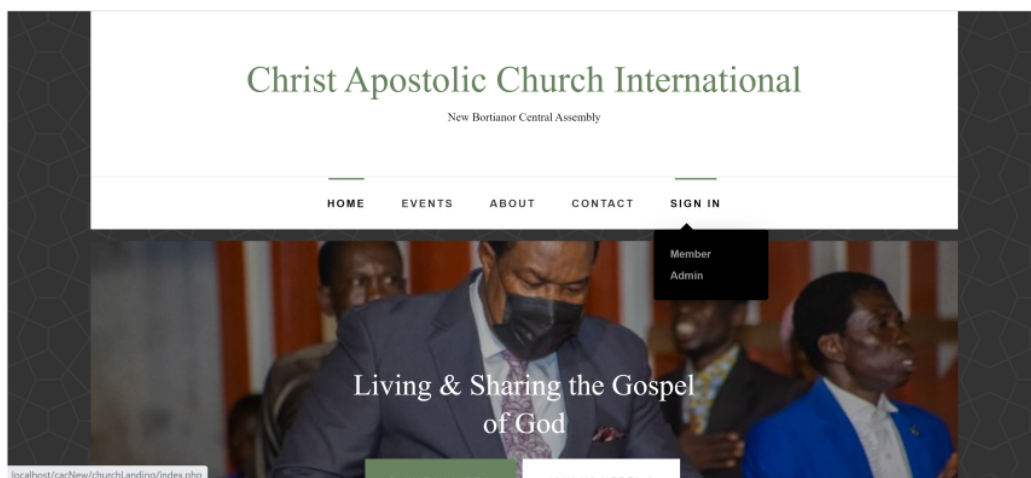 Christ Apostolic Church International
New Bortianor Central Assembly
HOME EVENTS ABOUT CONTACT SIGN IN
Member
Admin
Living & Sharing the Gospel
of God
localhost/cacNew/churchLanding/index.php